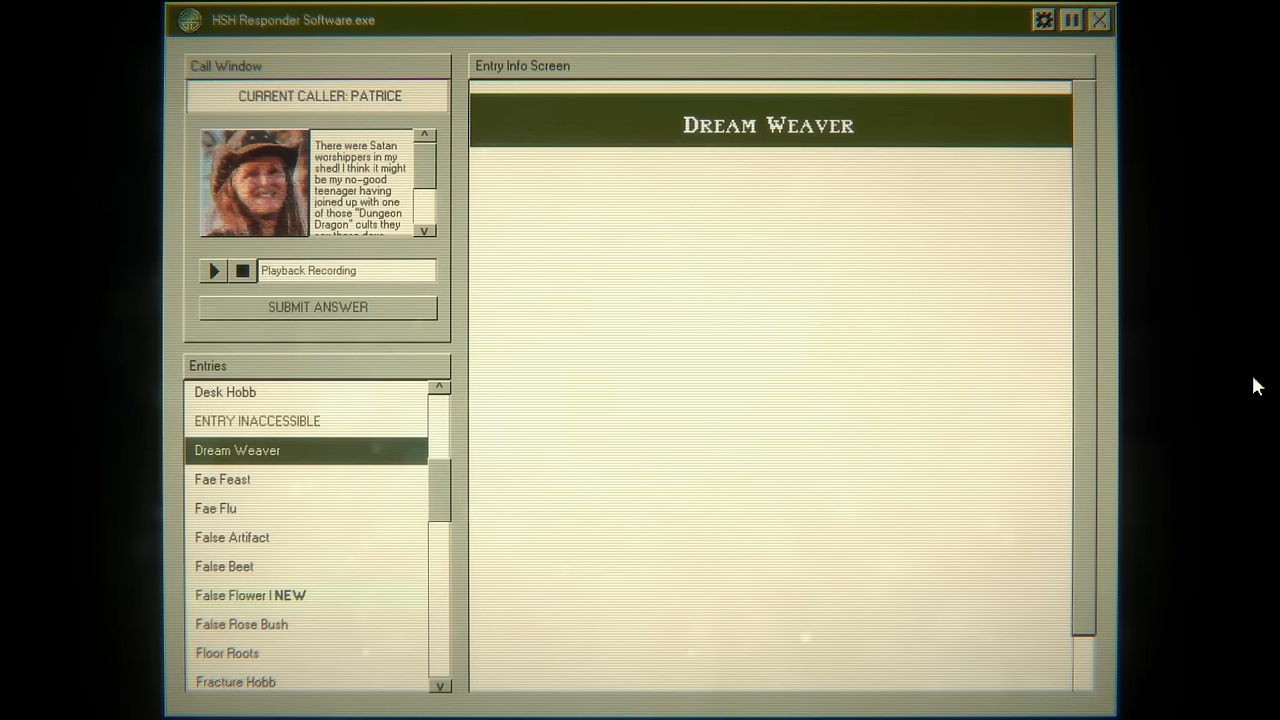 HSH Responder Software.exe
Call Window
CURRENT CALLER: PATRICE
There were Satan
worshippers in my
shed! I think it might
be my no-good
teenager having
joined up with one
of those "Dungeon
Dragon" cults they
Playback Recording
SUBMIT ANSWER
Entries
Desk Hobb
ENTRY INACCESSIBLE
Dream Weaver
Fae Feast
Fae Flu
False Artifact
False Beet
False Flower | NEW
False Rose Bush
Floor Roots
Fracture Hobb
Entry Info Screen
Dream Weaver